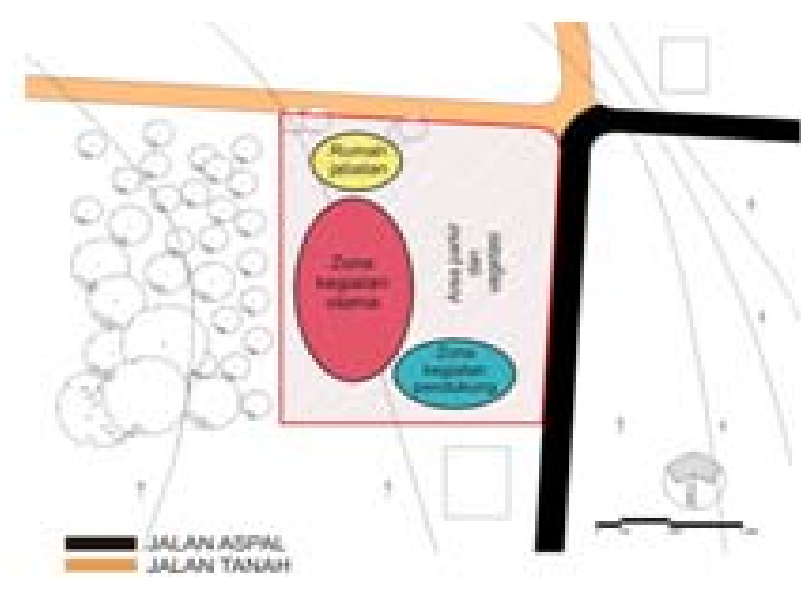 Rumah
jabatan
Zona
kegiatan
utama
Area parkir
dan
vegetasi
Zona
kegiatan
pendukung
JALAN ASPAL
JALAN TANAH